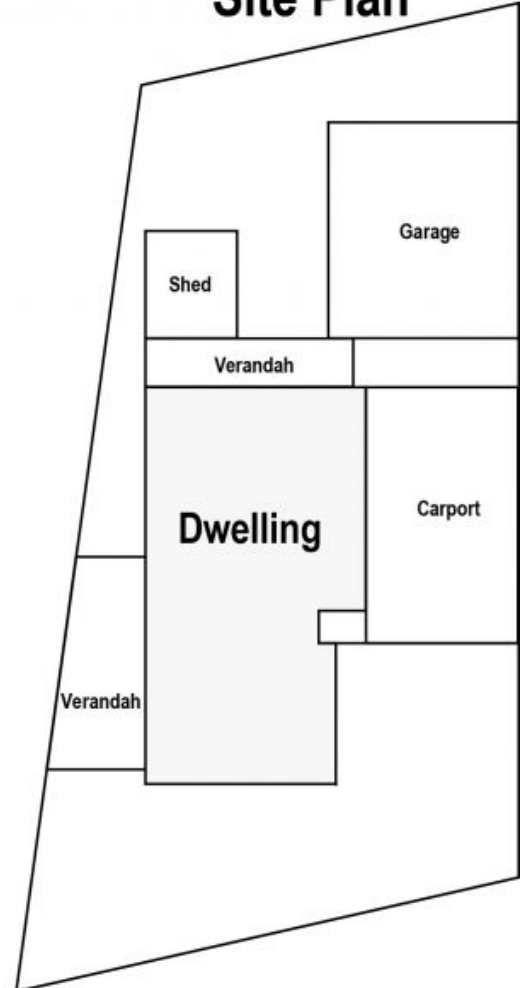 Site Plan
Garage
Shed
Verandah
Carport
Dwelling
Verandah